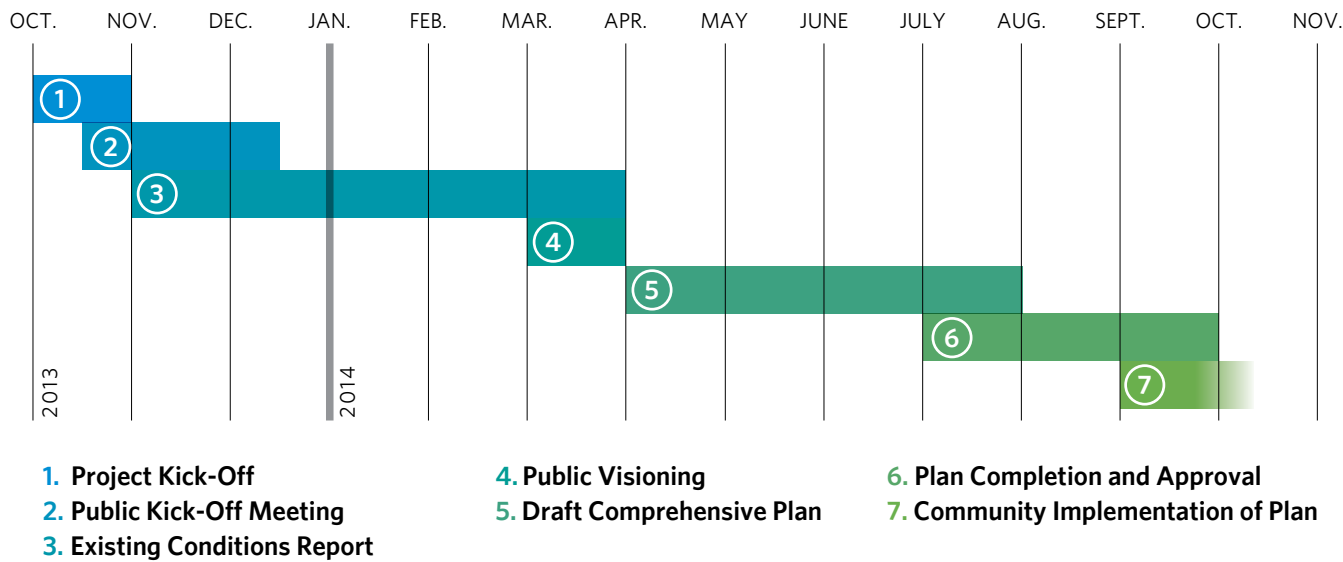 OCT. NOV. DEC. JAN. FEB. MAR. APR. MAY JUNE JULY AUG. SEPT. OCT. NOV.
1
2
3
4
5
6
7
2013 2014
1. Project Kick-Off
2. Public Kick-Off Meeting
3. Existing Conditions Report
4. Public Visioning
5. Draft Comprehensive Plan
6. Plan Completion and Approval
7. Community Implementation of Plan